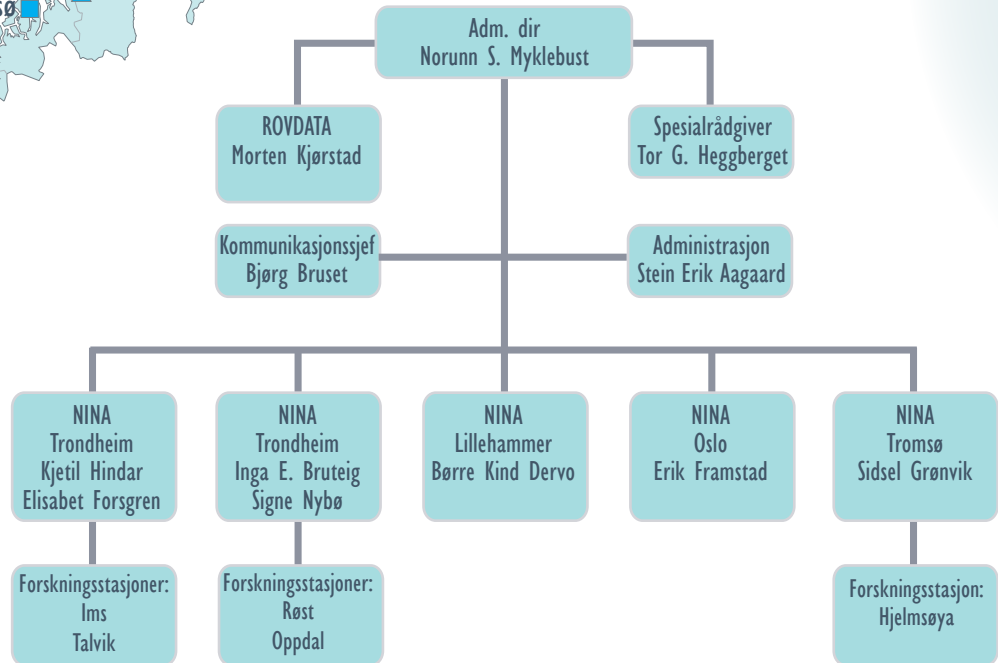 sø
Adm. dir
Norunn S. Myklebust
ROVDATA
Morten Kjørstad
Spesialrådgiver
Tor G. Heggberget
Kommunikasjonssjef
Bjørg Bruset
Administrasjon
Stein Erik Aagaard
NINA
Trondheim
Kjetil Hindar
Elisabet Forsgren
NINA
Trondheim
Inga E. Bruteig
Signe Nybø
NINA
Lillehammer
Børre Kind Dervo
NINA
Oslo
Erik Framstad
NINA
Tromsø
Sidsel Grønvik
Forskningsstasjoner:
Ims
Talvik
Forskningsstasjoner:
Røst
Oppdal
Forskningsstasjon:
Hjelmsøya